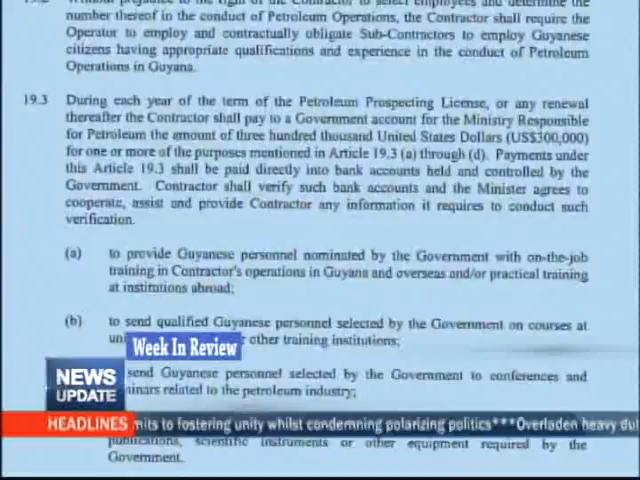 number thereof in the conduct of Petroleum Operations, the Contractor shall require the
Operator to employ and contractually obligate Sub-Contractors to employ Guyanese
citizens having appropriate qualifications and experience in the conduct of Petroleum
Operations in Guyana.
19.3 During each year of the term of the Petroleum Prospecting License, or any renewal
thereafter the Contractor shall pay to a Government account for the Ministry Responsible
for Petroleum the amount of three hundred thousand United States Dollars (US$300,000)
for one or more of the purposes mentioned in Article 19.3 (a) through (d). Payments under
this Article 19.3 shall be paid directly into bank accounts held and controlled by the
Government. Contractor shall verify such bank accounts and the Minister agrees to
cooperate, assist and provide Contractor any information it requires to conduct such
verification.
(a) to provide Guyanese personnel nominated by the Government with on-the-job
training in Contractor's operations in Guyana and overseas and/or practical training
at institutions abroad;
(b) to send qualified Guyanese personnel selected by the Government on courses at
other training institutions;
Week In Review
send Guyanese personnel selected by the Government to conferences and
related to the petroleum industry;
NEWS
UPDATE
HEADLINES mits to fostering unity whilst condemning polarizing politics***Overladen heavy du
publications, scientific instruments or other equipment required by the
Government.